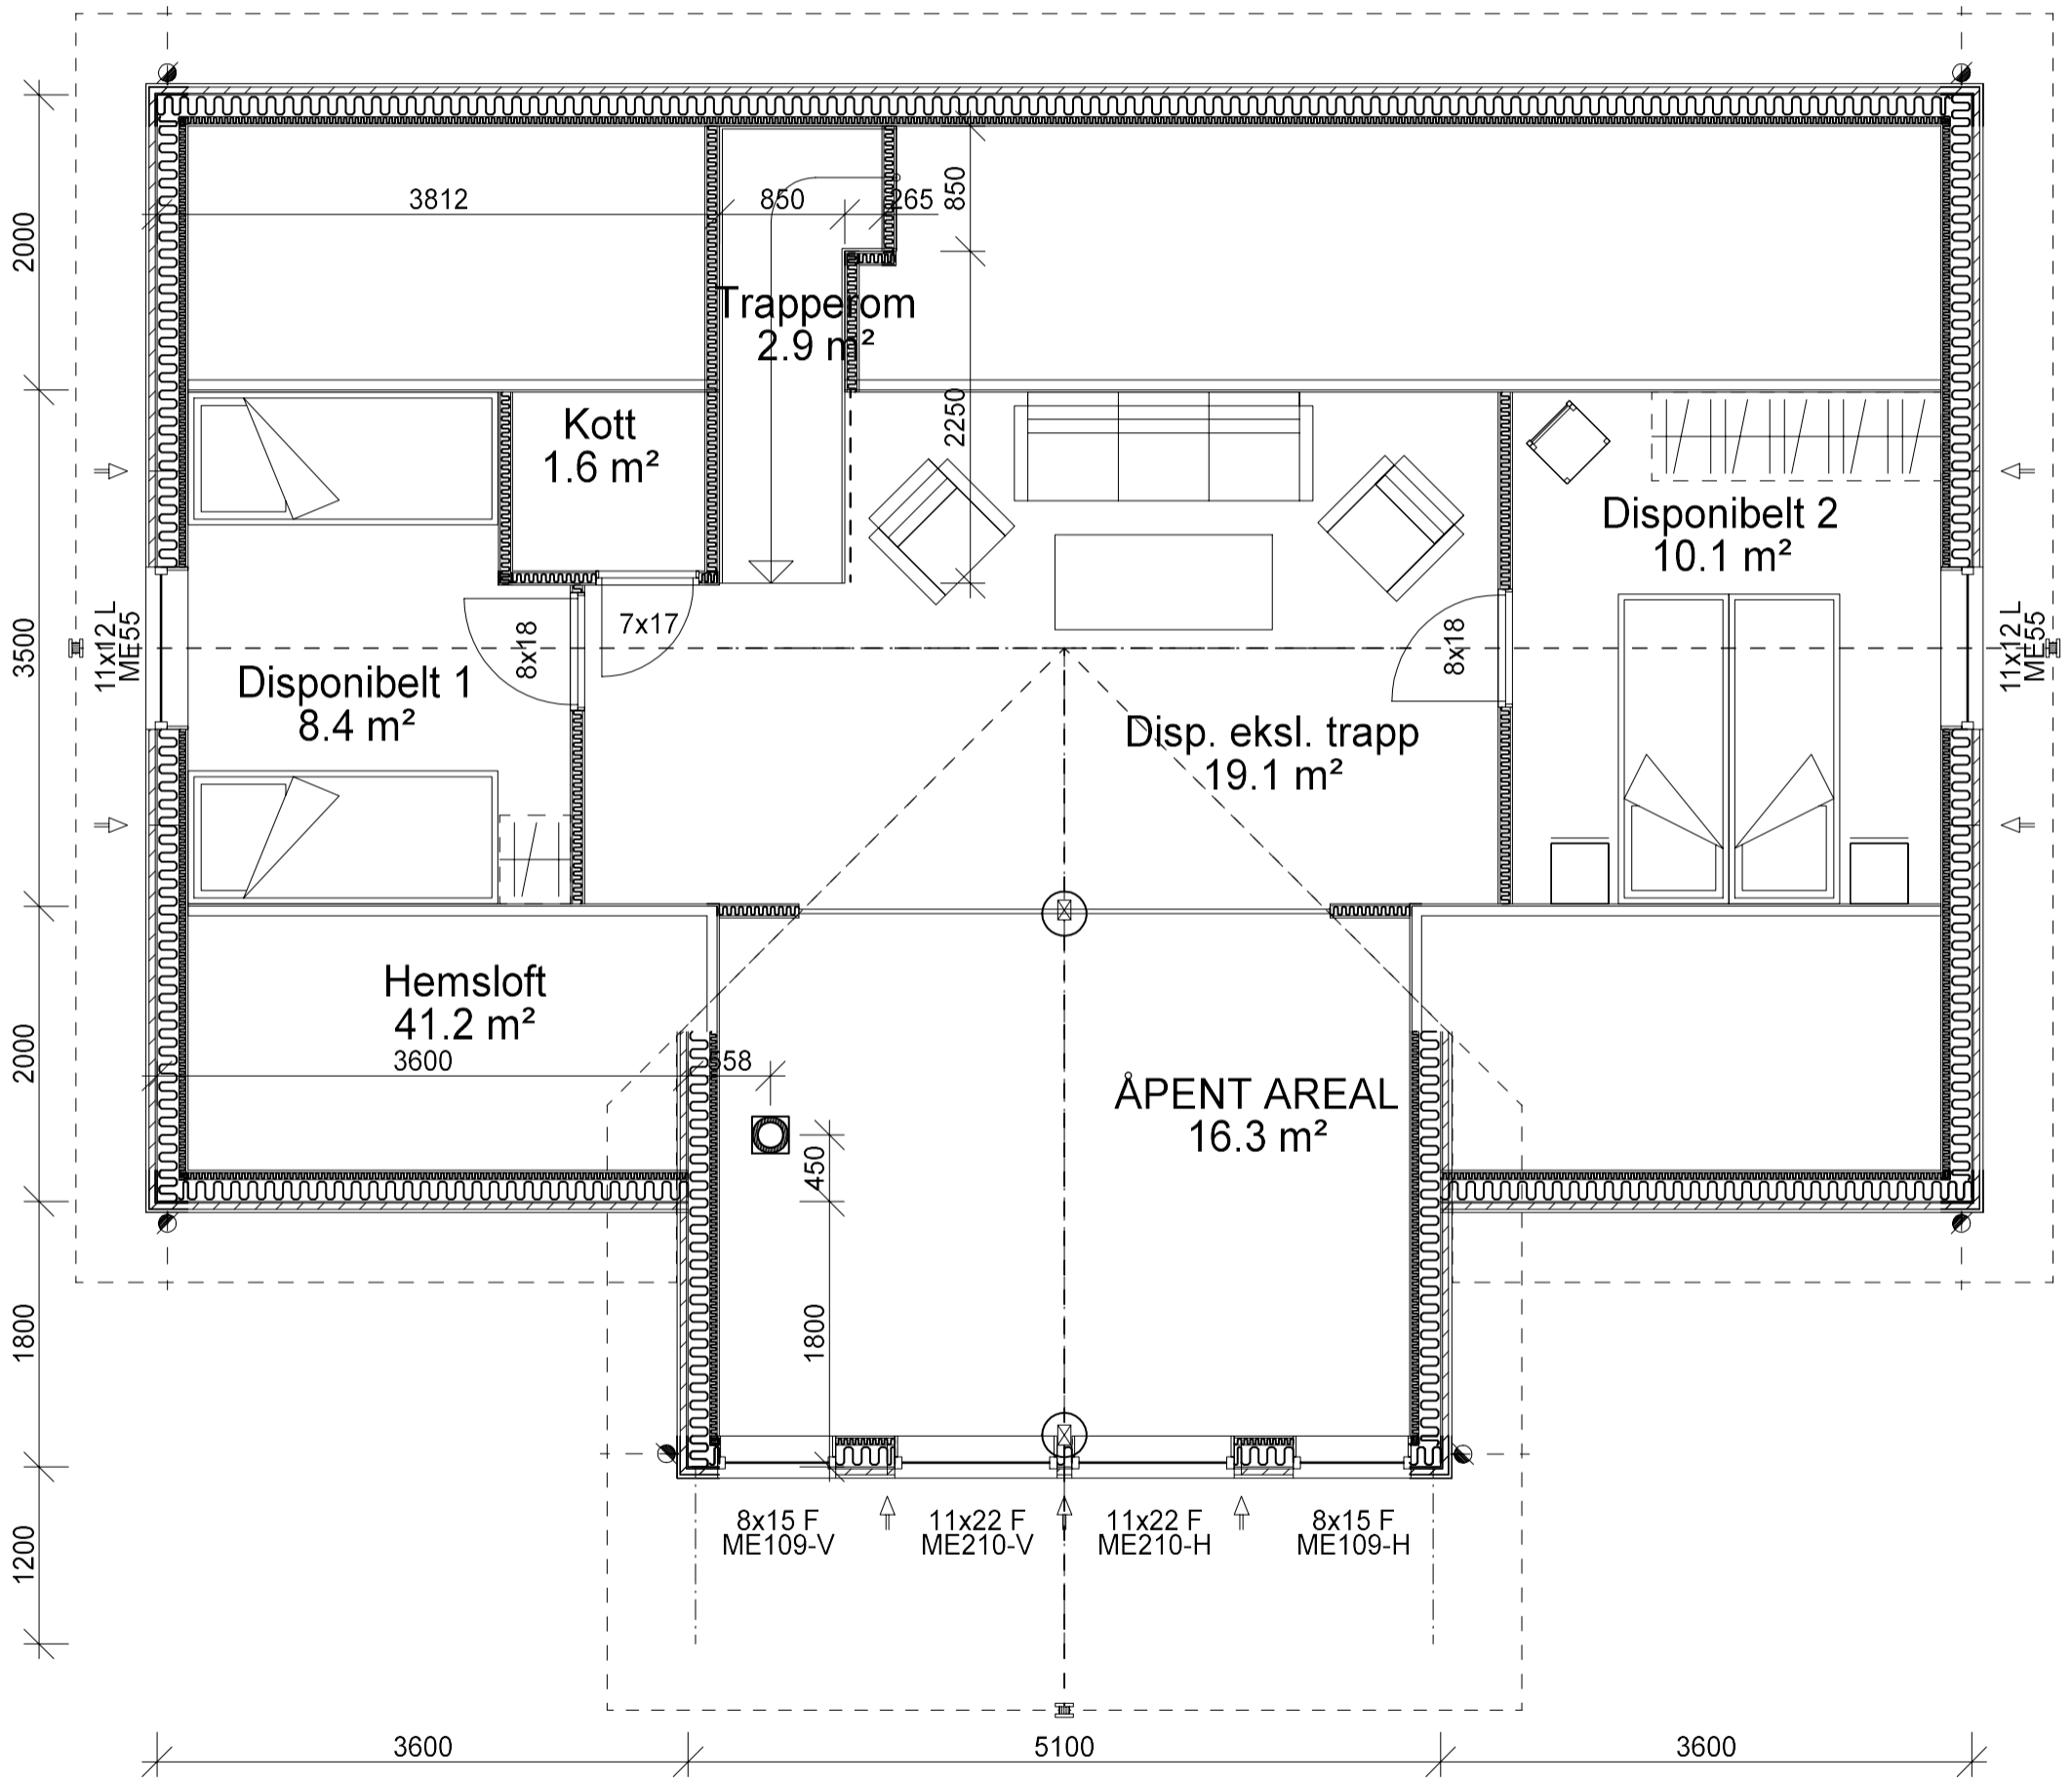 3812
850
265
850
2000
Trapperom
2.9 m²
2250
Kott
1.6 m²
Disponibelt 2
10.1 m²
3500
11x12 L
ME55
8x18
7x17
8x18
11x12 L
ME55
Disponibelt 1
8.4 m²
Disp. eksl. trapp
19.1 m²
Hemsloft
41.2 m²
2000
3600
ÅPENT AREAL
16.3 m²
450
1800
1800
8x15 F
ME109-V
11x22 F
ME210-V
11x22 F
ME210-H
8x15 F
ME109-H
1200
3600
5100
3600